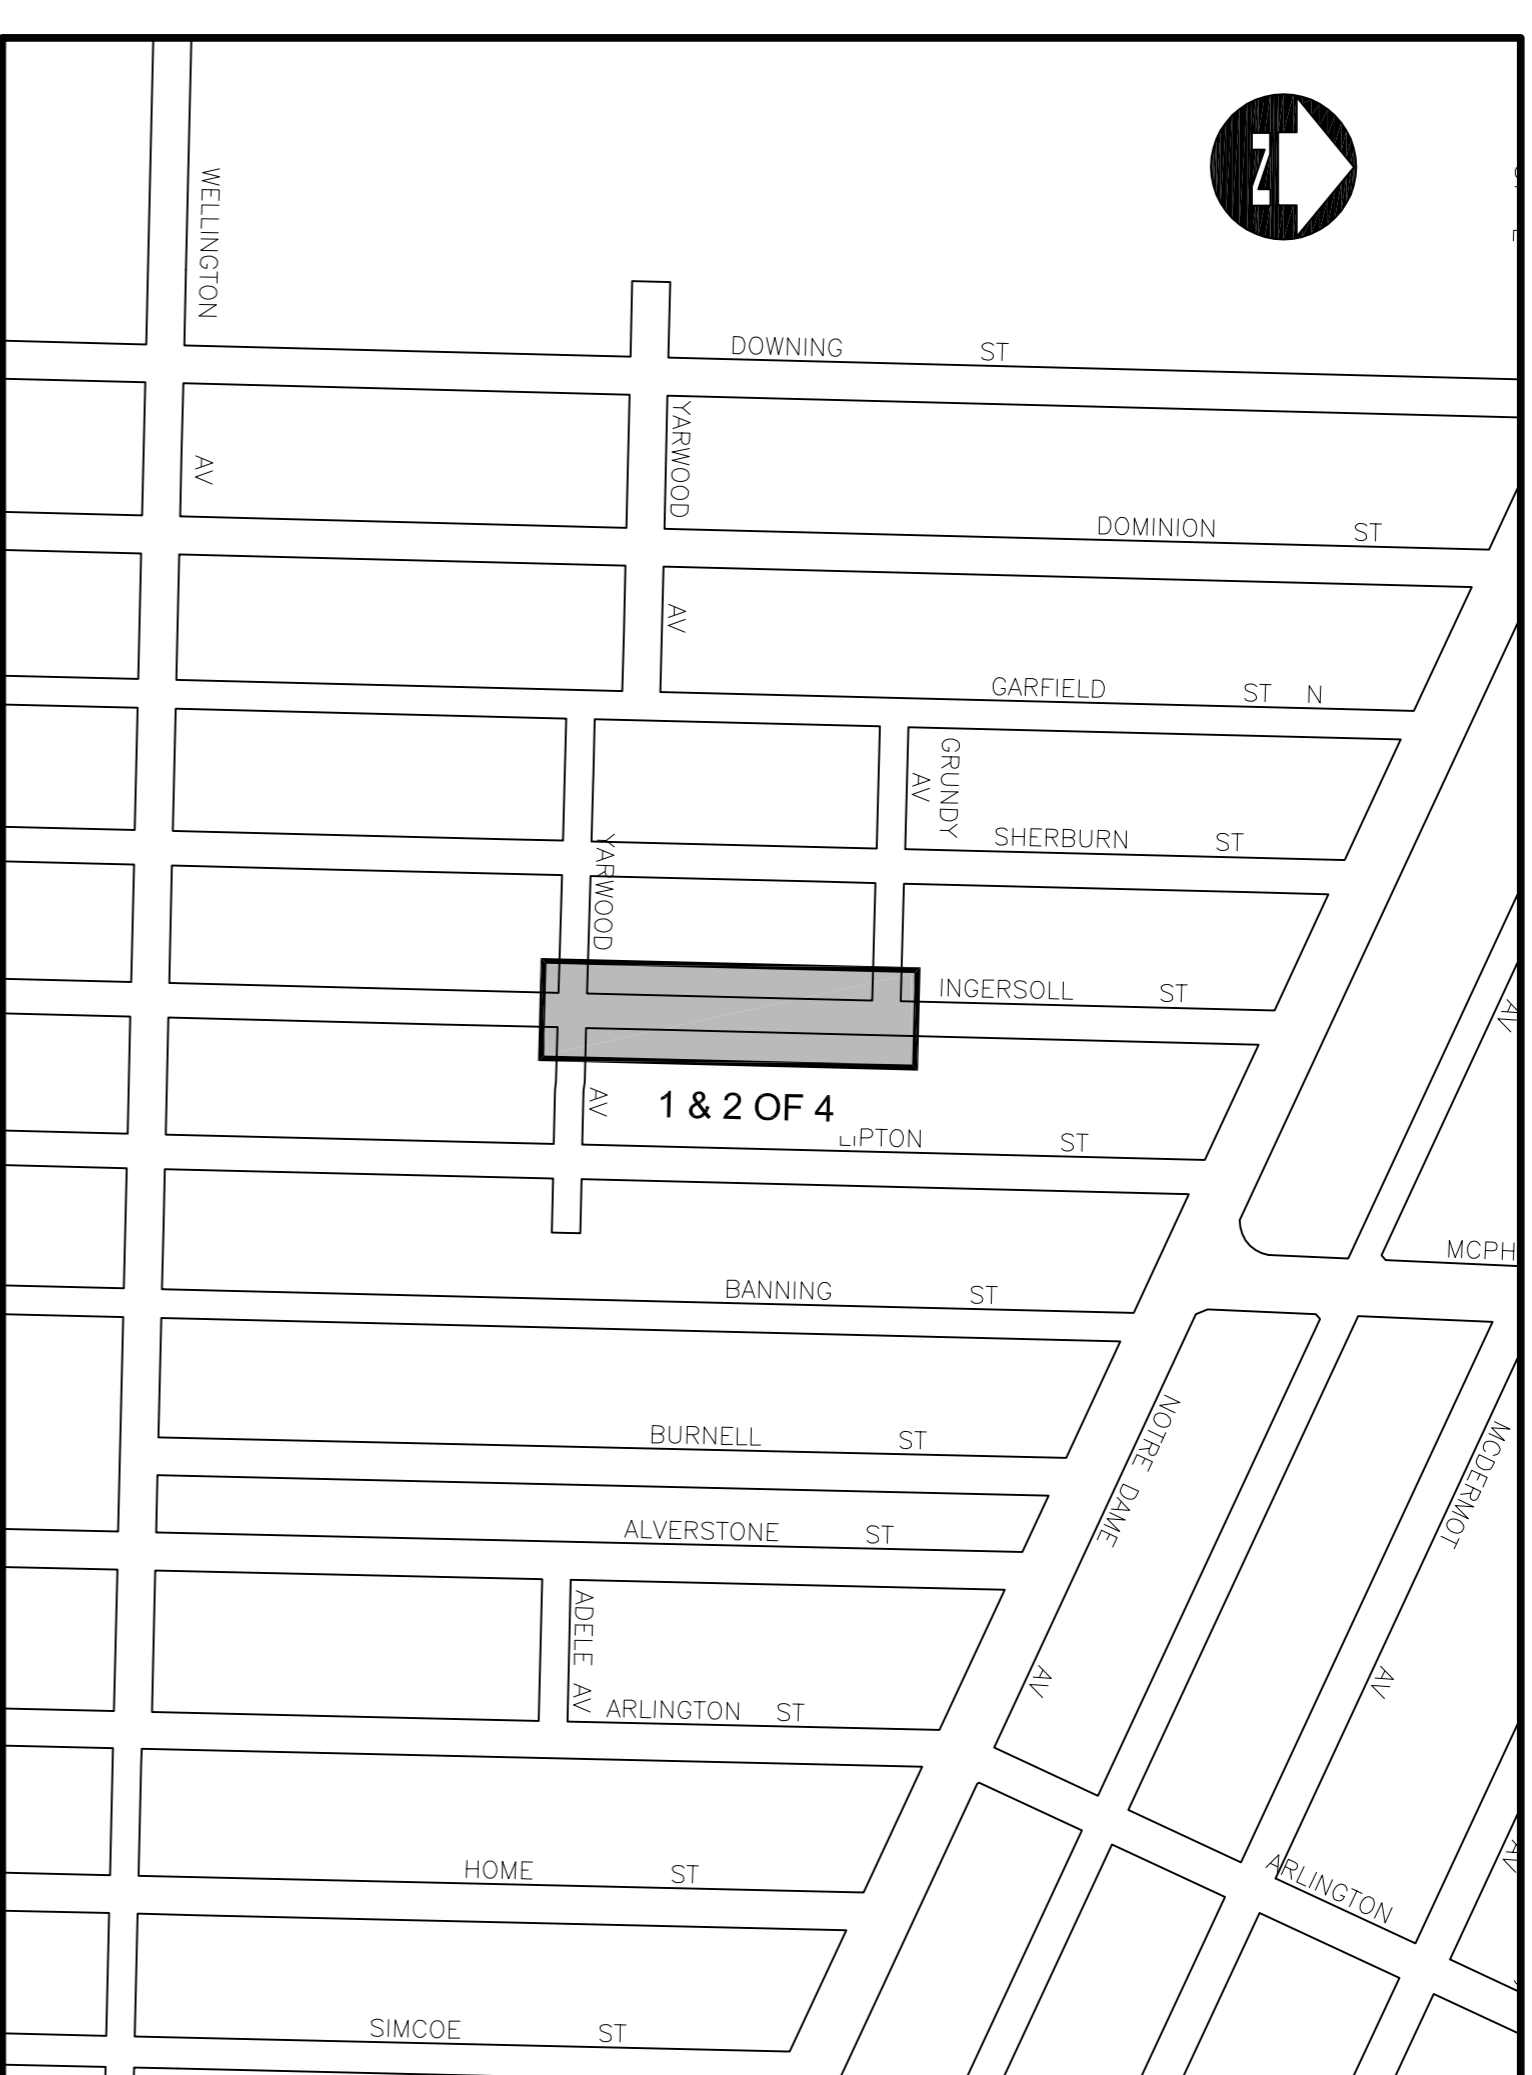 N
WELLINGTON
DOWNING ST
YARWOOD
AV
DOMINION ST
AV
GARFIELD ST N
GRUNDY
AV
SHERBURN ST
YARWOOD
INGERSOLL ST
AV
AV
1 & 2 OF 4
LIPTON ST
MCPH
BANNING ST
NOTRE DAME
MCDERMOT
BURNELL ST
ALVERSTONE ST
ADELE AV
AV
AV
ARLINGTON ST
AV
HOME ST
ARLINGTON
SIMCOE ST